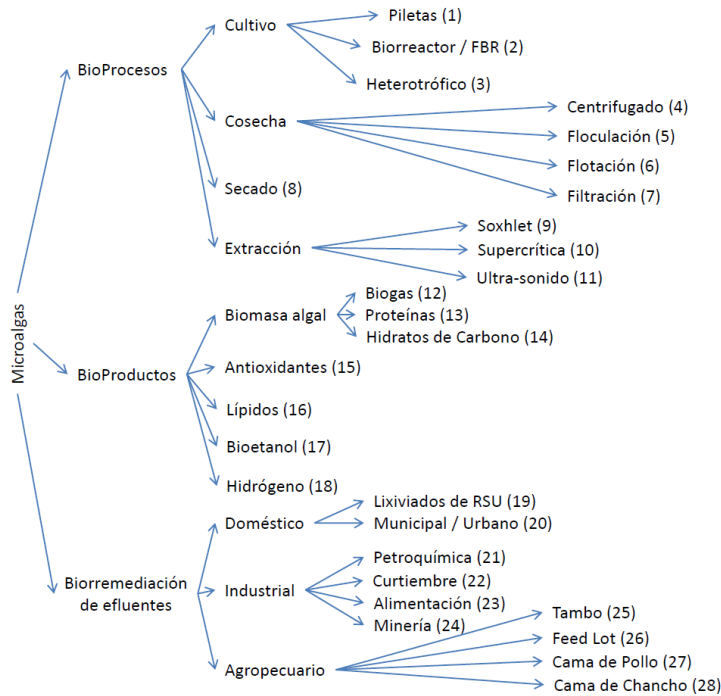 Microalgas
BioProcesos
Cultivo
Piletas (1)
Biorreactor / FBR (2)
Heterotrófico (3)
Cosecha
Centrifugado (4)
Floculación (5)
Flotación (6)
Filtración (7)
Secado (8)
Extracción
Soxhlet (9)
Supercrítica (10)
Ultra-sonido (11)
BioProductos
Biomasa algal
Biogas (12)
Proteínas (13)
Hidratos de Carbono (14)
Antioxidantes (15)
Lípidos (16)
Bioetanol (17)
Hidrógeno (18)
Biorremediación
de efluentes
Doméstico
Lixiviados de RSU (19)
Municipal / Urbano (20)
Industrial
Petroquímica (21)
Curtiembre (22)
Alimentación (23)
Minería (24)
Agropecuario
Tambo (25)
Feed Lot (26)
Cama de Pollo (27)
Cama de Chancho (28)